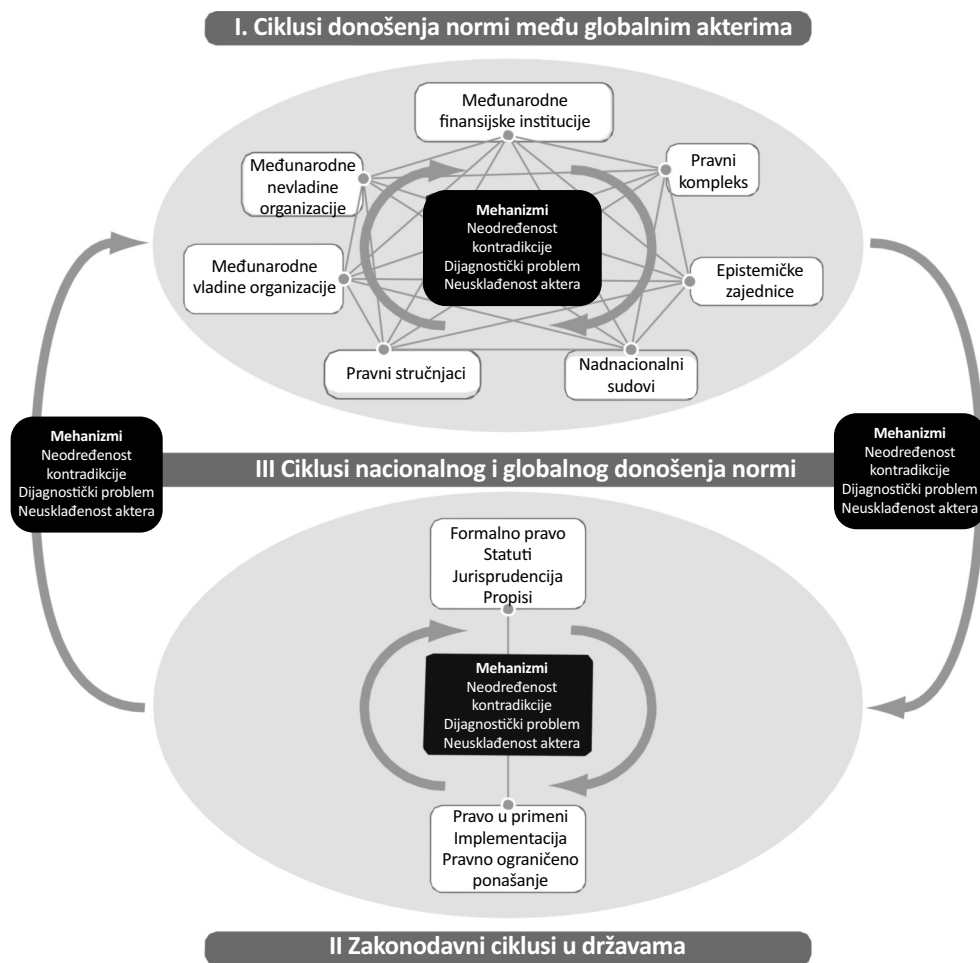 I. Ciklusi donošenja normi među globalnim akterima
Međunarodne
finansijske institucije
Međunarodne
nevladine
organizacije
Pravni
kompleks
Mehanizmi
Neodređenost
kontradikcije
Dijagnostički problem
Neusklađenost aktera
Međunarodne
vladine organizacije
Epistemičke
zajednice
Pravni stručnjaci
Nadnacionalni
sudovi
Mehanizmi
Neodređenost
kontradikcije
Dijagnostički problem
Neusklađenost aktera
III Ciklusi nacionalnog i globalnog donošenja normi
Mehanizmi
Neodređenost
kontradikcije
Dijagnostički problem
Neusklađenost aktera
Formalno pravo
Statuti
Jurisprudencija
Propisi
Mehanizmi
Neodređenost
kontradikcije
Dijagnostički problem
Neusklađenost aktera
Pravo u primeni
Implementacija
Pravno ograničeno
ponašanje
II Zakonodavni ciklusi u državama